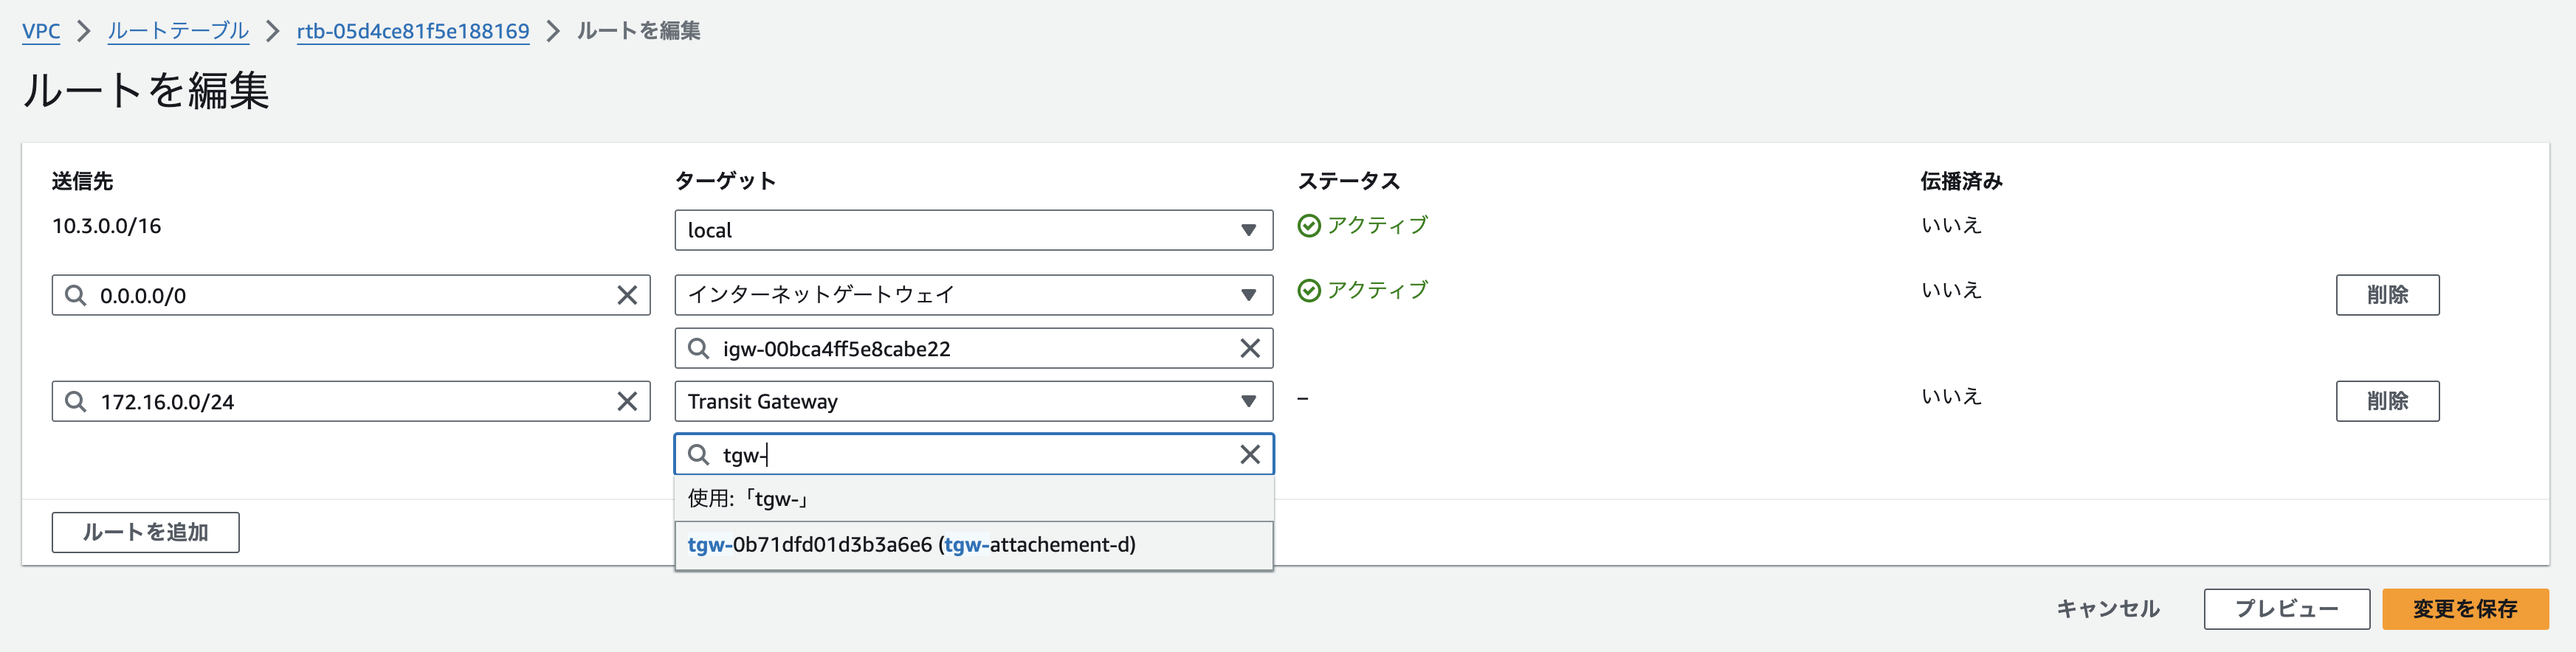 VPC > ルートテーブル > rtb-05d4ce81f5e188169 > ルートを編集
ルートを編集
送信先 ターゲット ステータス 伝播済み
10.3.0.0/16 local アクティブ いいえ
0.0.0.0/0 インターネットゲートウェイ アクティブ いいえ 削除
igw-00bca4ff5e8cabe22
172.16.0.0/24 Transit Gateway – いいえ 削除
tgw-
使用:「tgw-」
ルートを追加
tgw-0b71dfd01d3b3a6e6 (tgw-attachement-d)
キャンセル プレビュー 変更を保存